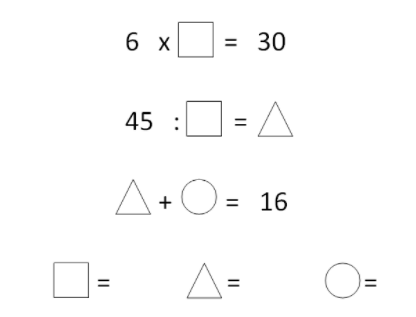 6 x □ = 30
45 : □ = △
△ + ○ = 16
□ = △ = ○ =